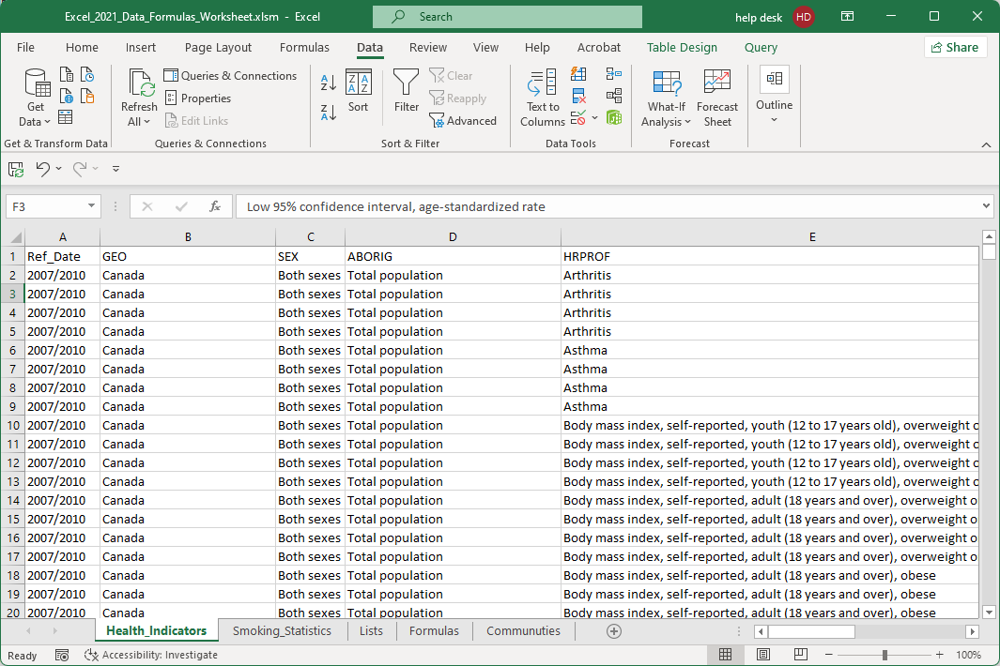 Excel_2021_Data_Formulas_Worksheet.xlsm - Excel
Search
help desk HD
File Home Insert Page Layout Formulas Data Review View Help Acrobat Table Design Query Share
Get Data
Refresh All
Queries & Connections
Properties
Edit Links
A Z
Z A
Z A A Z
Sort
Filter
Clear
Reapply
Advanced
Text to Columns
What-If Analysis
Forecast Sheet
Outline
Get & Transform Data Queries & Connections Sort & Filter Data Tools Forecast
F3 fx Low 95% confidence interval, age-standardized rate
A B C D E
1 Ref_Date GEO SEX ABORIG HRPROF
2 2007/2010 Canada Both sexes Total population Arthritis
3 2007/2010 Canada Both sexes Total population Arthritis
4 2007/2010 Canada Both sexes Total population Arthritis
5 2007/2010 Canada Both sexes Total population Arthritis
6 2007/2010 Canada Both sexes Total population Asthma
7 2007/2010 Canada Both sexes Total population Asthma
8 2007/2010 Canada Both sexes Total population Asthma
9 2007/2010 Canada Both sexes Total population Asthma
10 2007/2010 Canada Both sexes Total population Body mass index, self-reported, youth (12 to 17 years old), overweight o
11 2007/2010 Canada Both sexes Total population Body mass index, self-reported, youth (12 to 17 years old), overweight o
12 2007/2010 Canada Both sexes Total population Body mass index, self-reported, youth (12 to 17 years old), overweight o
13 2007/2010 Canada Both sexes Total population Body mass index, self-reported, youth (12 to 17 years old), overweight o
14 2007/2010 Canada Both sexes Total population Body mass index, self-reported, adult (18 years and over), overweight o
15 2007/2010 Canada Both sexes Total population Body mass index, self-reported, adult (18 years and over), overweight o
16 2007/2010 Canada Both sexes Total population Body mass index, self-reported, adult (18 years and over), overweight o
17 2007/2010 Canada Both sexes Total population Body mass index, self-reported, adult (18 years and over), overweight o
18 2007/2010 Canada Both sexes Total population Body mass index, self-reported, adult (18 years and over), obese
19 2007/2010 Canada Both sexes Total population Body mass index, self-reported, adult (18 years and over), obese
20 2007/2010 Canada Both sexes Total population Body mass index, self-reported, adult (18 years and over), obese
Health_Indicators Smoking_Statistics Lists Formulas Communuties
Ready Accessibility: Investigate 100%